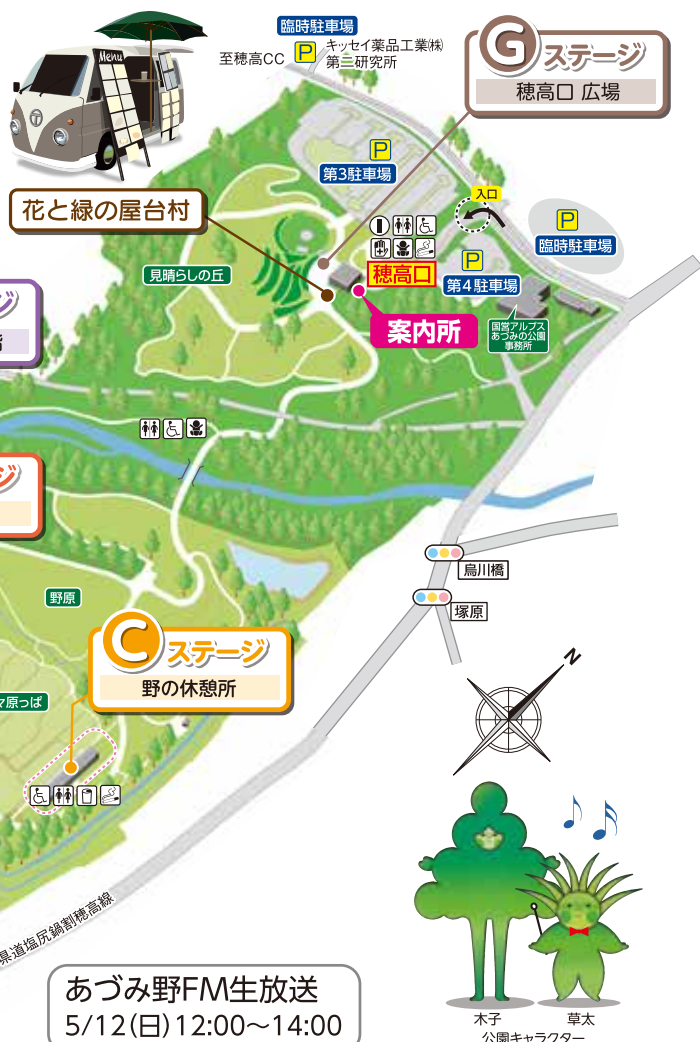 臨時駐車場
P
至穂高CC
キッセイ薬品工業㈱
第二研究所
Menu
G ステージ
穂高口 広場
P
第3駐車場
入口
花と緑の屋台村
P
臨時駐車場
見晴らしの丘
穂高口
P
第4駐車場
案内所
国営アルプス
あづみの公園
事務所
ジ
ジ
烏川橋
塚原
野原
C ステージ
野の休憩所
マ原っぱ
N
県道塩尻鍋割穂高線
あづみ野FM生放送
5/12(日)12:00〜14:00
木子
草太
公園キャラクター